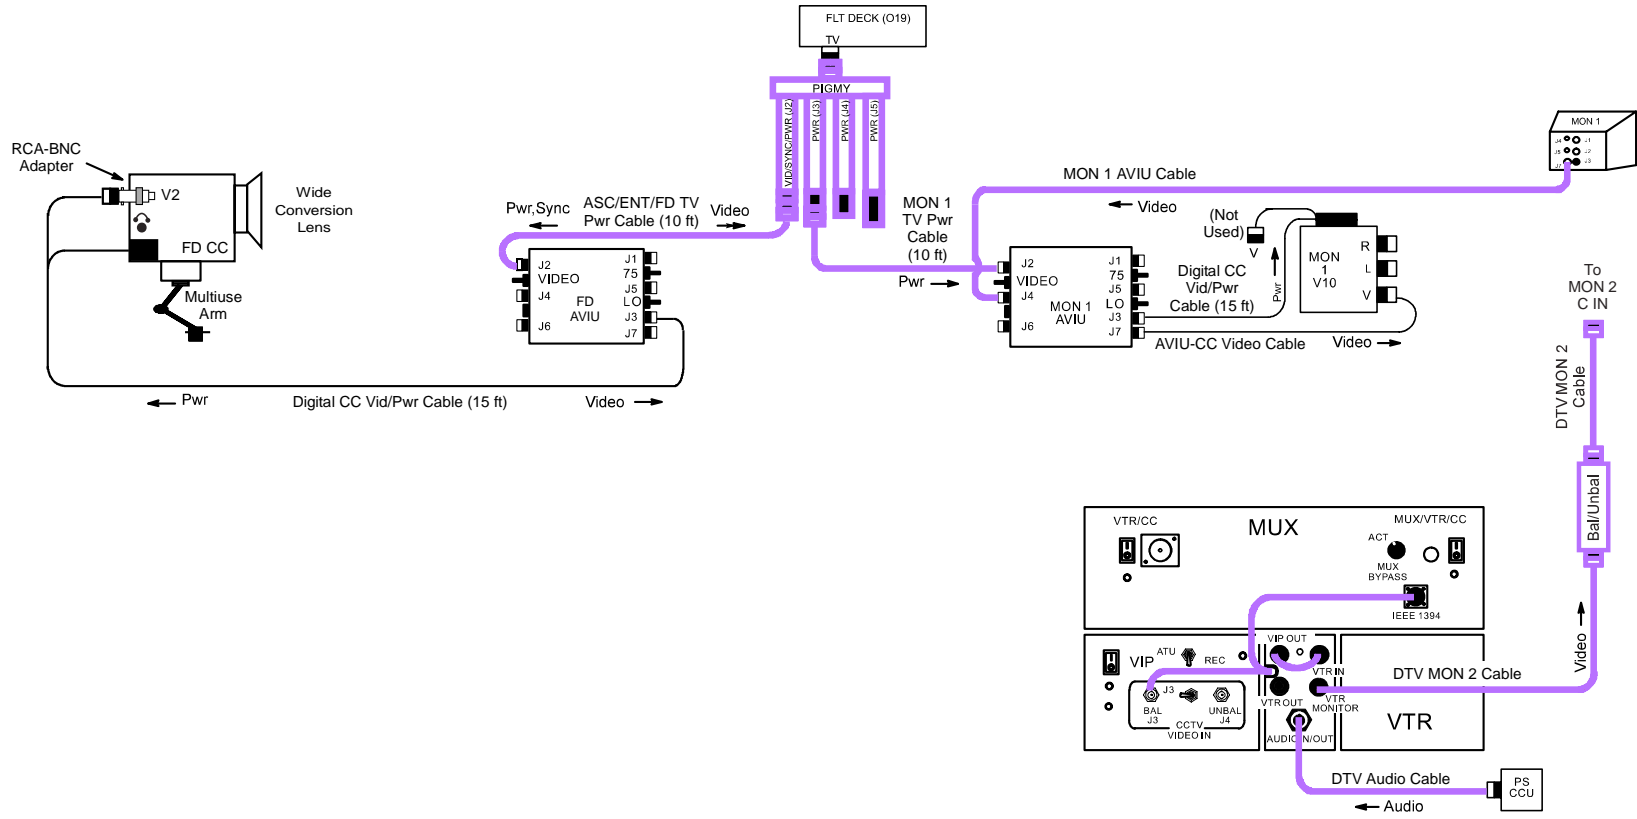 FLT DECK (O19)
TV
PIGMY
VID/SYNC/PWR (J2)
PWR (J3)
PWR (J4)
PWR (J5)
RCA-BNC
Adapter
V2
FD CC
Wide
Conversion
Lens
Multiuse
Arm
Pwr
Digital CC Vid/Pwr Cable (15 ft)
Video
Pwr,Sync
ASC/ENT/FD TV
Pwr Cable (10 ft)
Video
J2
VIDEO
J4
J6
FD
AVIU
J1
75
J5
LO
J3
J7
MON 1
TV Pwr
Cable
(10 ft)
Pwr
MON 1 AVIU Cable
Video
MON 1
J4
J1
J5
J2
J7
J3
J2
VIDEO
J4
J6
MON 1
AVIU
J1
75
J5
LO
J3
J7
(Not
Used)
V
Digital CC
Vid/Pwr
Cable (15 ft)
Pwr
MON
1
V10
R
L
V
AVIU-CC Video Cable
Video
To
MON 2
C IN
DTV MON 2
Cable
Bal/Unbal
Video
VTR/CC
MUX
MUX/VTR/CC
ACT
MUX
BYPASS
IEEE 1394
VIP
ATU
REC
J3
BAL
J3
UNBAL
J4
CCTV
VIDEO IN
VIP OUT
VTR IN
VTR OUT
VTR
MONITOR
AUDIO IN/OUT
VTR
DTV MON 2 Cable
DTV Audio Cable
Audio
PS
CCU